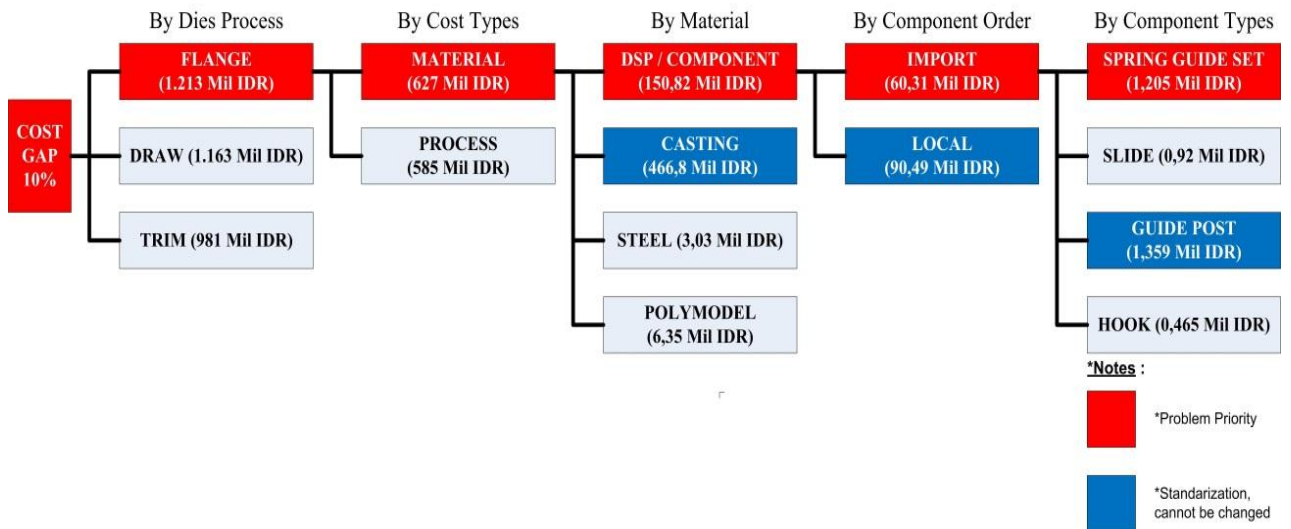 By Dies Process
By Cost Types
By Material
By Component Order
By Component Types
COST
GAP
10%
FLANGE
(1.213 Mil IDR)
DRAW (1.163 Mil IDR)
TRIM (981 Mil IDR)
MATERIAL
(627 Mil IDR)
PROCESS
(585 Mil IDR)
DSP / COMPONENT
(150,82 Mil IDR)
CASTING
(466,8 Mil IDR)
STEEL (3,03 Mil IDR)
POLYMODEL
(6,35 Mil IDR)
IMPORT
(60,31 Mil IDR)
LOCAL
(90,49 Mil IDR)
SPRING GUIDE SET
(1,205 Mil IDR)
SLIDE (0,92 Mil IDR)
GUIDE POST
(1,359 Mil IDR)
HOOK (0,465 Mil IDR)
*Notes :
*Problem Priority
*Standarization,
cannot be changed